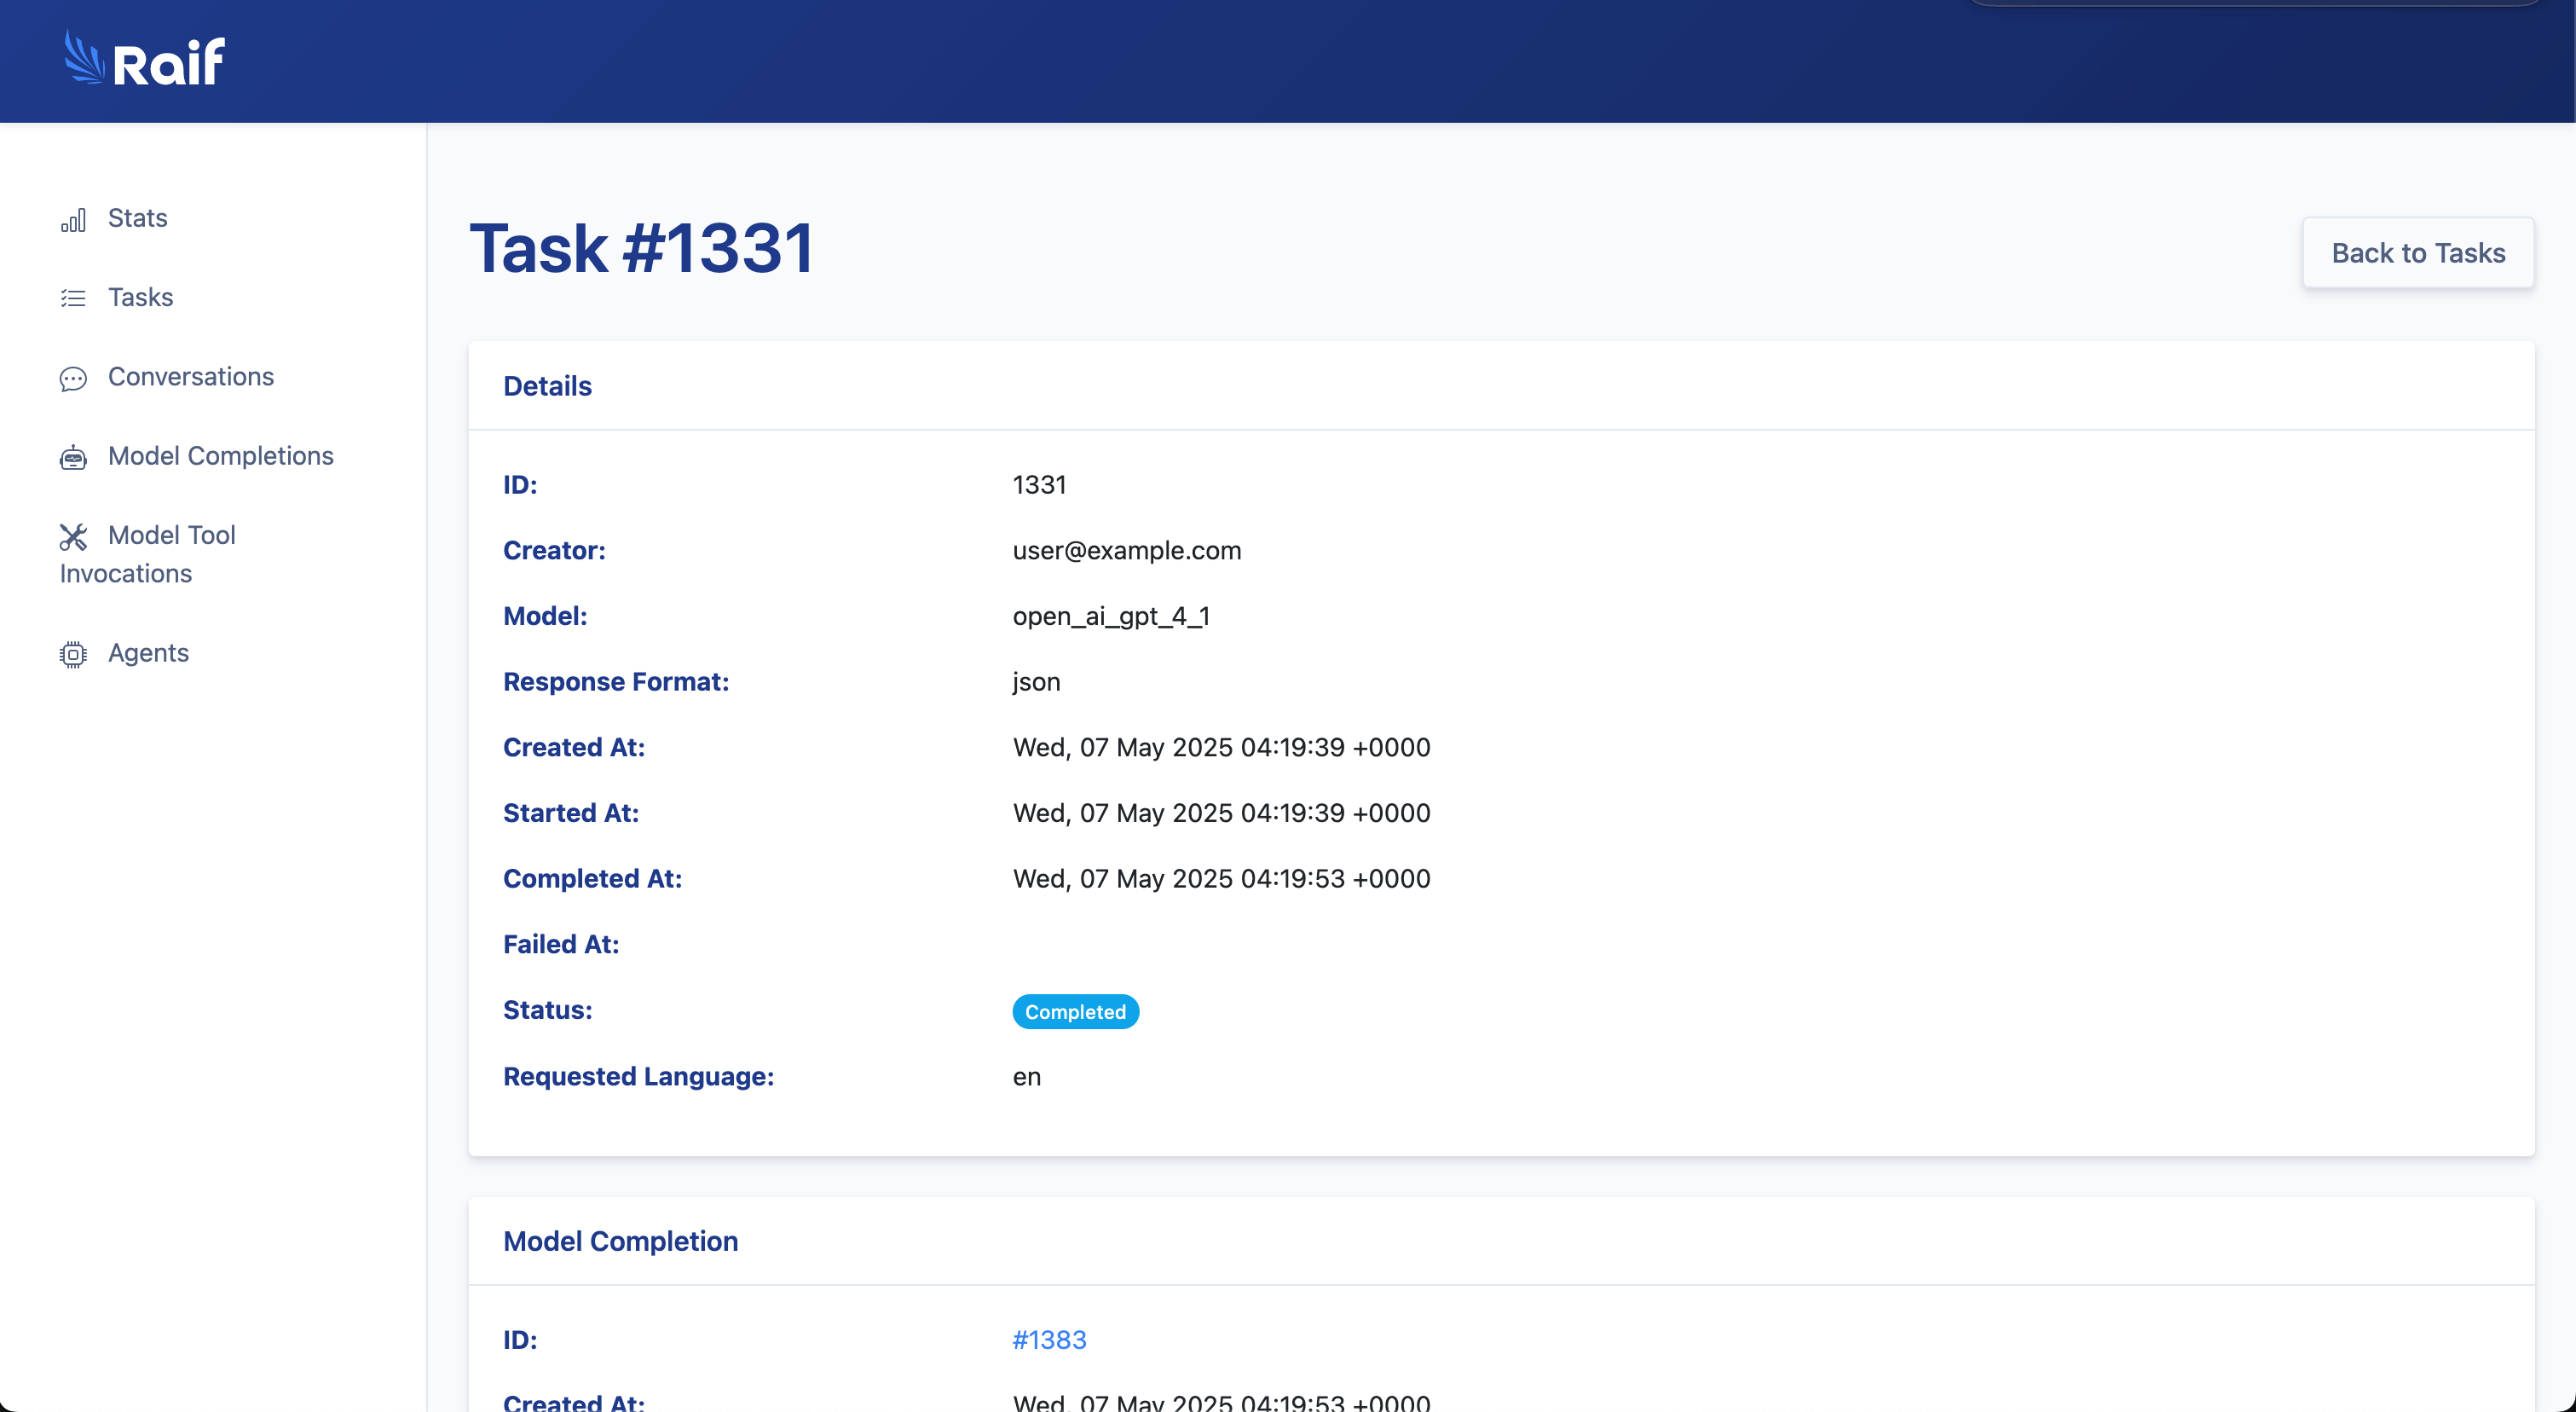 Raif
Stats
Tasks
Conversations
Model Completions
Model Tool
Invocations
Agents
Task #1331
Back to Tasks
Details
ID: 1331
Creator: user@example.com
Model: open_ai_gpt_4_1
Response Format: json
Created At: Wed, 07 May 2025 04:19:39 +0000
Started At: Wed, 07 May 2025 04:19:39 +0000
Completed At: Wed, 07 May 2025 04:19:53 +0000
Failed At:
Status: Completed
Requested Language: en
Model Completion
ID: #1383
Created At: Wed, 07 May 2025 04:19:53 +0000